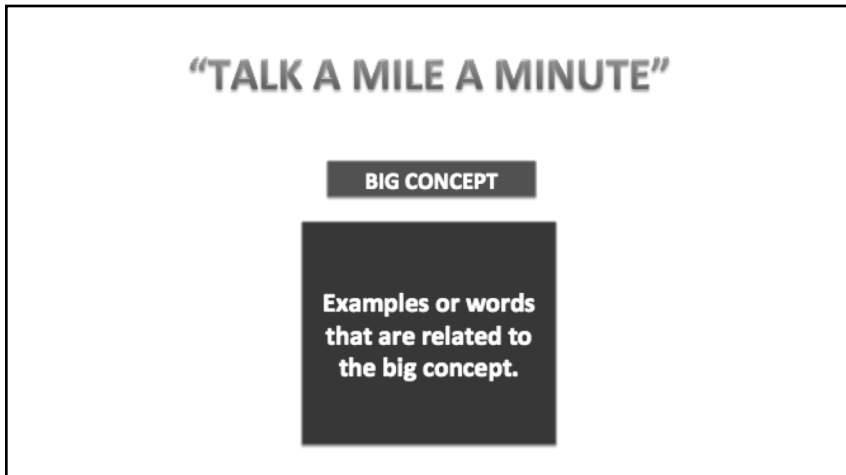 “TALK A MILE A MINUTE”
BIG CONCEPT
Examples or words
that are related to
the big concept.